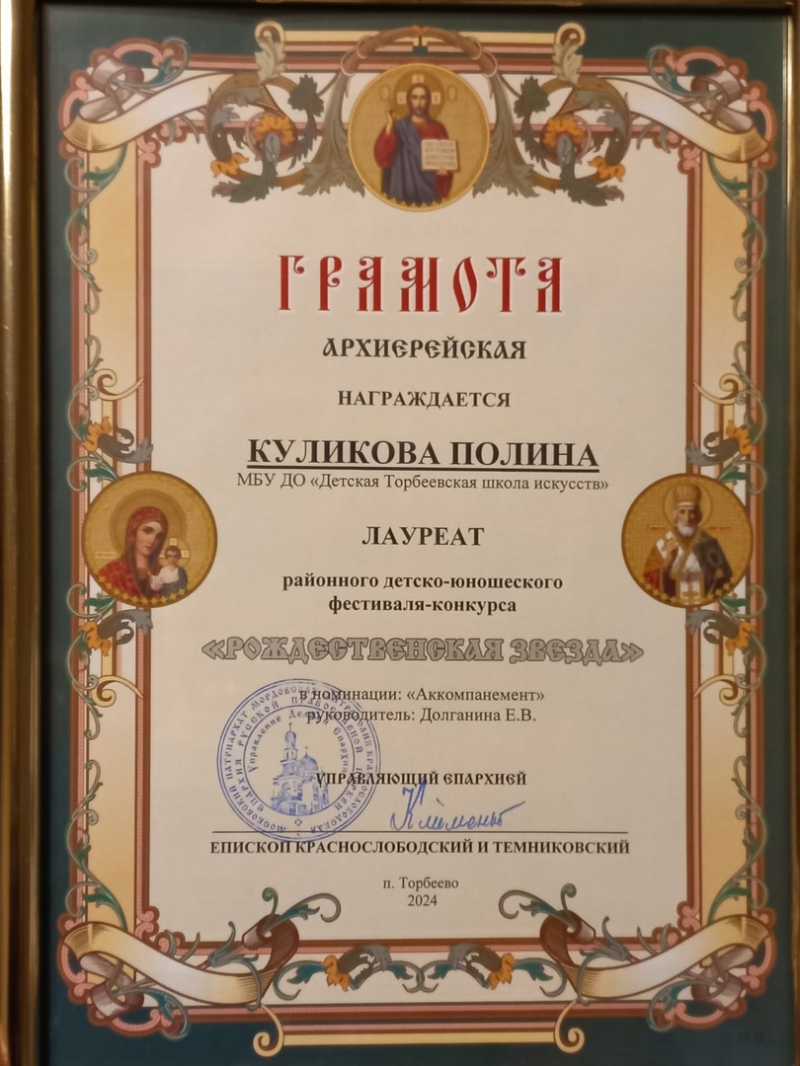 ГРАМОТА
АРХИЕРЕЙСКАЯ
НАГРАЖДАЕТСЯ
КУЛИКОВА ПОЛИНА
МБУ ДО «Детская Торбеевская школа искусств»
ЛАУРЕАТ
районного детско-юношеского
фестиваля-конкурса
«РОЖДЕСТВЕНСКАЯ ЗВЕЗДА»
в номинации: «Аккомпанемент»
руководитель: Долганина Е.В.
УПРАВЛЯЮЩИЙ ЕПАРХИЕЙ
Климент
ЕПИСКОП КРАСНОСЛОБОДСКИЙ И ТЕМНИКОВСКИЙ
п. Торбеево
2024